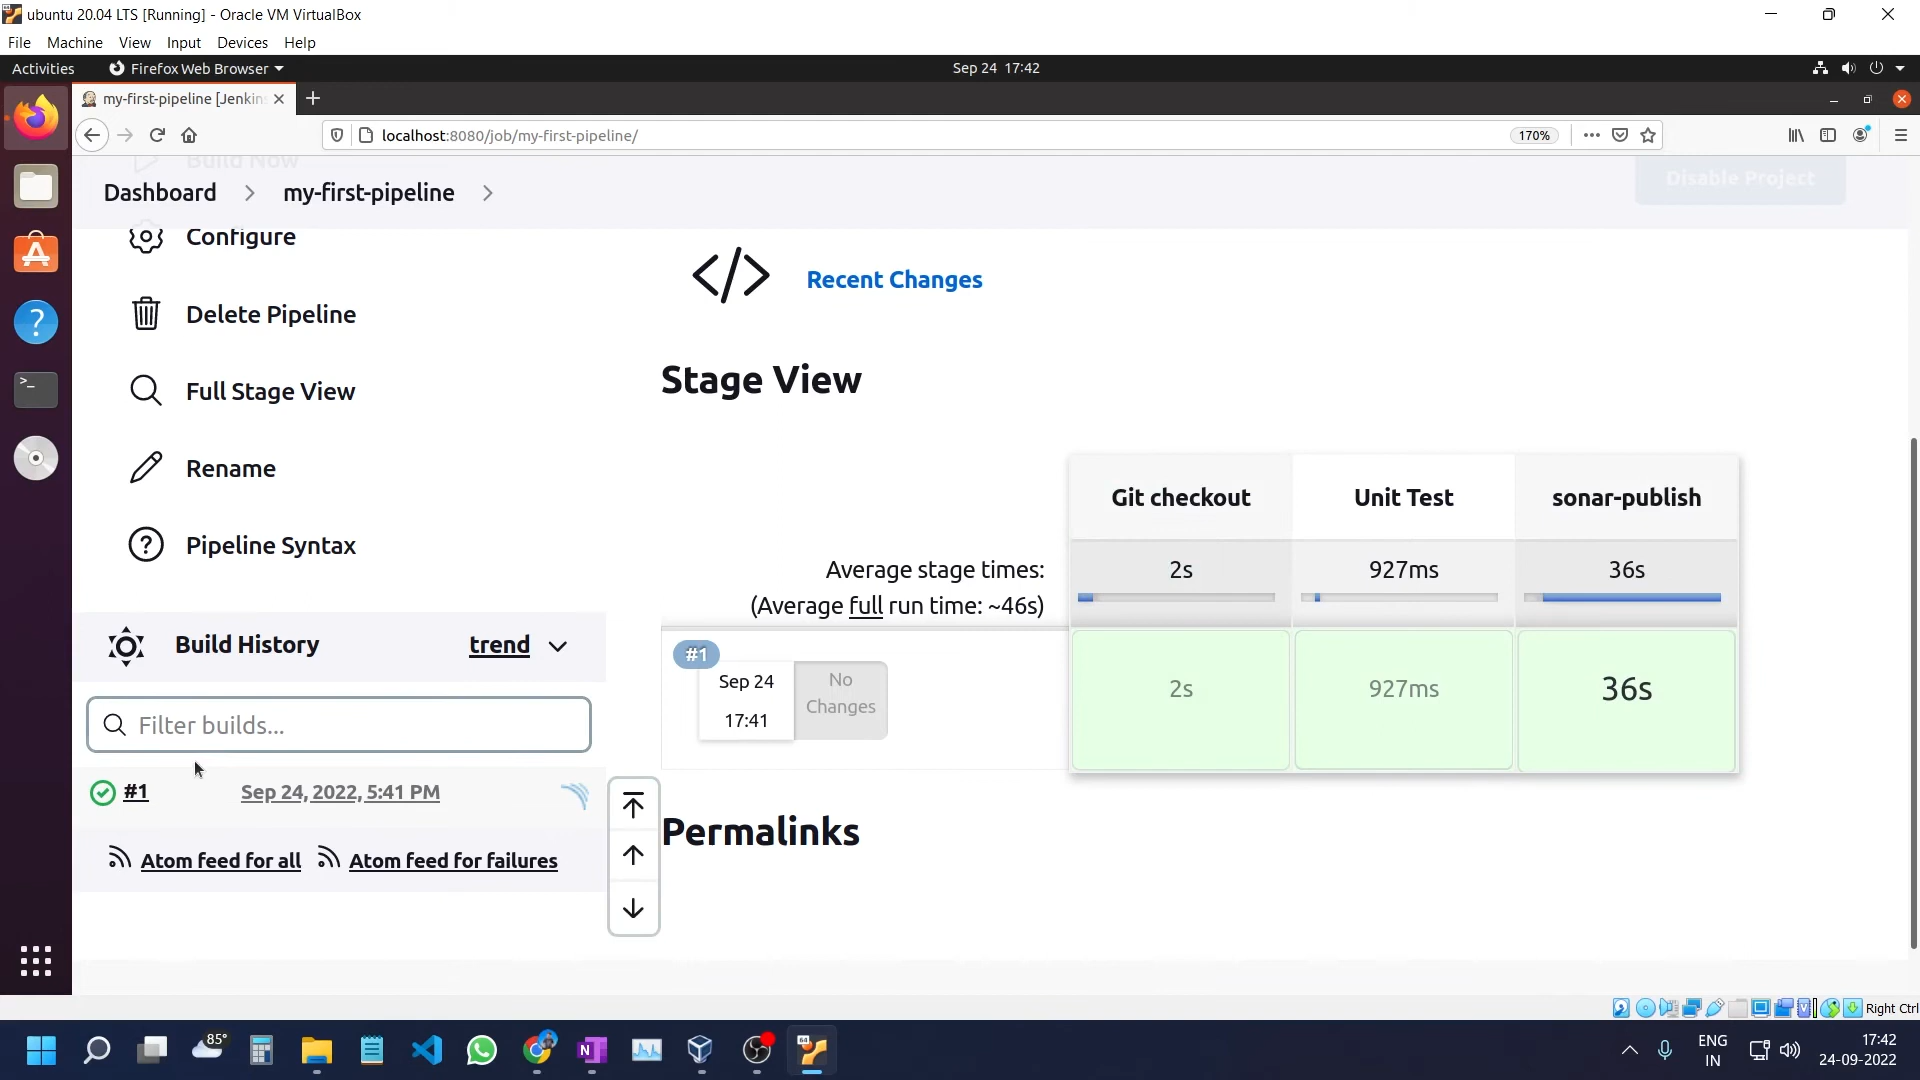 ubuntu 20.04 LTS [Running] - Oracle VM VirtualBox
File Machine View Input Devices Help
Activities Firefox Web Browser Sep 24 17:42
my-first-pipeline [Jenkins
localhost:8080/job/my-first-pipeline/ 170%
Build Now
Disable Project
Dashboard my-first-pipeline
Configure
Delete Pipeline
Full Stage View
Rename
Pipeline Syntax
Build History trend
Filter builds...
#1 Sep 24, 2022, 5:41 PM
Atom feed for all Atom feed for failures
</> Recent Changes
Stage View
Git checkout Unit Test sonar-publish
Average stage times: 2s 927ms 36s
(Average full run time: ~46s)
#1
Sep 24 No
Changes
17:41
2s 927ms 36s
Permalinks
Right Ctrl
85°
ENG
IN
17:42
24-09-2022